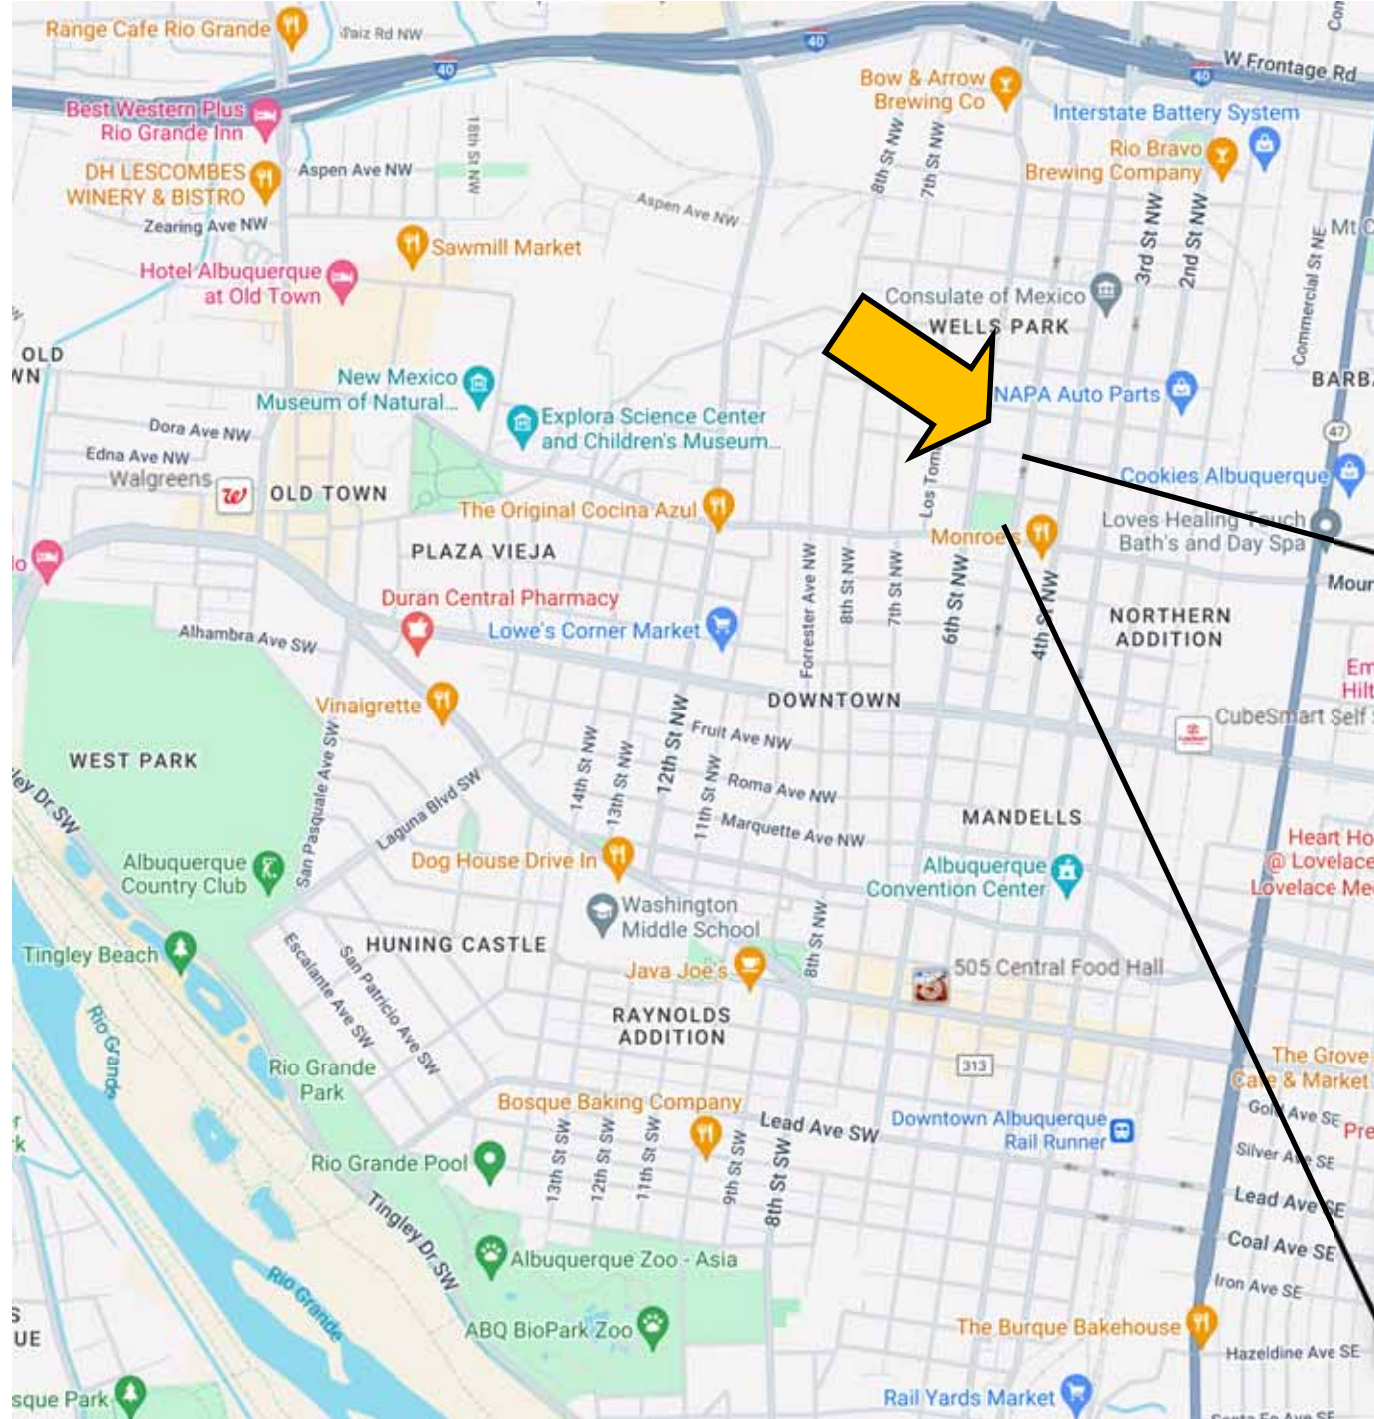 Range Cafe Rio Grande
Paiz Rd NW
40
40
40
W Frontage Rd
Best Western Plus
Rio Grande Inn
Bow & Arrow
Brewing Co
Interstate Battery System
18th St NW
8th St NW
7th St NW
Rio Bravo
Brewing Company
DH LESCOMBES
WINERY & BISTRO
Aspen Ave NW
Aspen Ave NW
Zearing Ave NW
Sawmill Market
3rd St NW
2nd St NW
Commercial St NE
Hotel Albuquerque
at Old Town
Consulate of Mexico
WELLS PARK
OLD
New Mexico
Museum of Natural...
NAPA Auto Parts
Explora Science Center
and Children's Museum...
47
Dora Ave NW
Edna Ave NW
Walgreens
OLD TOWN
Cookies Albuquerque
The Original Cocina Azul
Monroe's
Loves Healing Touch
Bath's and Day Spa
PLAZA VIEJA
Duran Central Pharmacy
Lowe's Corner Market
Forrester Ave NW
8th St NW
7th St NW
6th St NW
4th St NW
NORTHERN
ADDITION
Alhambra Ave SW
Vinaigrette
DOWNTOWN
CubeSmart Self
WEST PARK
San Pasquale Ave SW
Laguna Blvd SW
14th St NW
13th St NW
12th St NW
11th St NW
Fruit Ave NW
Roma Ave NW
Marquette Ave NW
MANDELLS
ley Dr SW
Albuquerque
Country Club
Dog House Drive In
Albuquerque
Convention Center
Heart Ho
@ Lovelace
Lovelace Me
Washington
Middle School
Tingley Beach
HUNING CASTLE
Escalante Ave SW
San Patricio Ave SW
Java Joe's
8th St NW
505 Central Food Hall
RAYNOLDS
ADDITION
Rio Grande
Rio Grande
Park
313
The Grove
Cafe & Market
Gold Ave SE
Bosque Baking Company
Lead Ave SW
Downtown Albuquerque
Rail Runner
Silver Ave SE
Rio Grande Pool
13th St SW
12th St SW
11th St SW
9th St SW
8th St SW
Lead Ave SE
Tingley Dr SW
Coal Ave SE
Albuquerque Zoo - Asia
Iron Ave SE
Rio Grande
ABQ BioPark Zoo
The Burque Bakehouse
Hazeldine Ave SE
UE
sque Park
Rail Yards Market